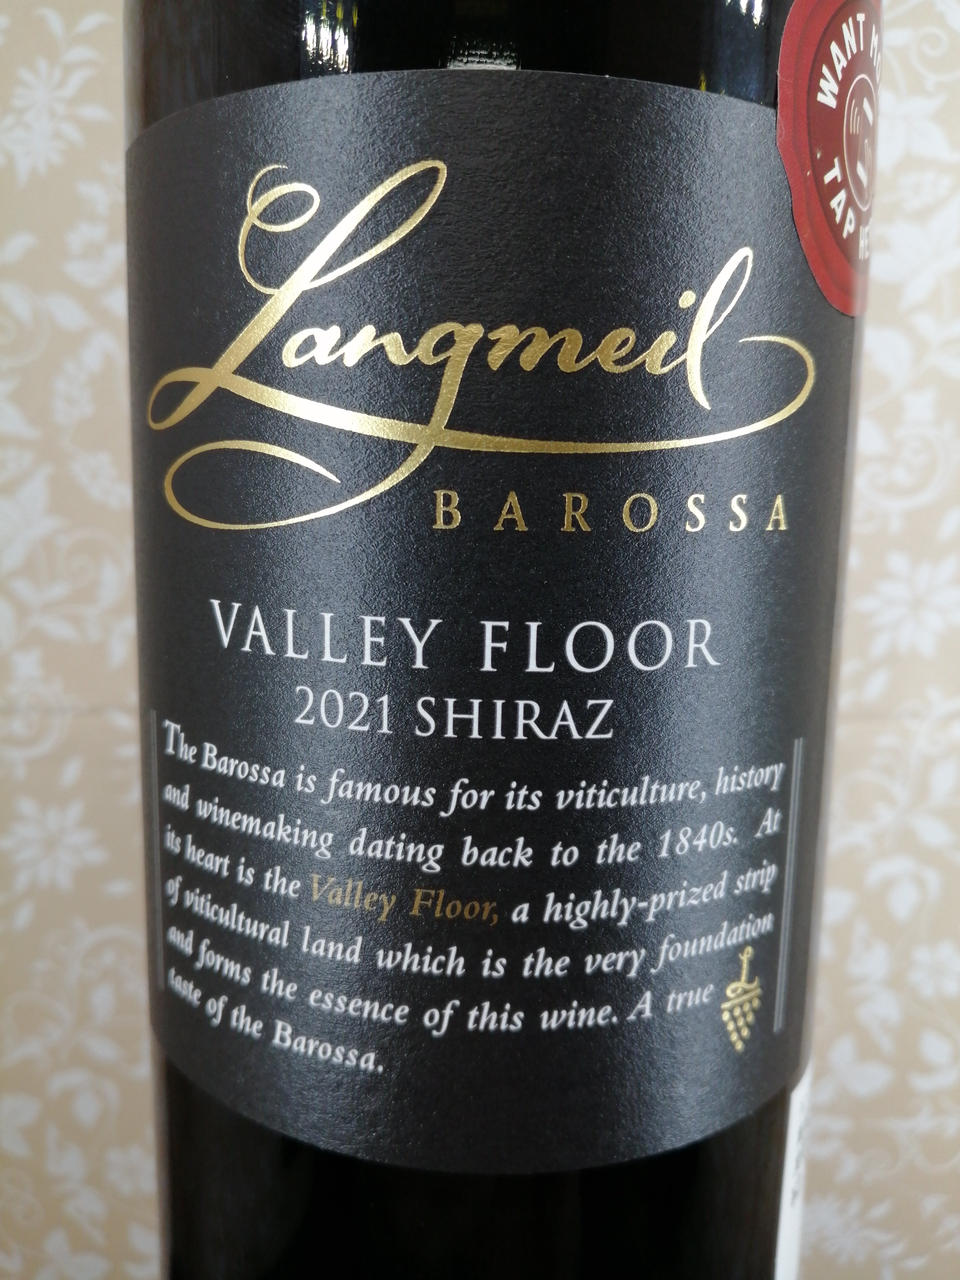 WANT
TAP
Langmeil
BAROSSA
VALLEY FLOOR
2021 SHIRAZ
The Barossa is famous for its viticulture, history
and winemaking dating back to the 1840s. At
its heart is the Valley Floor, a highly-prized strip
of viticultural land which is the very foundation
and forms the essence of this wine. A true
taste of the Barossa.
L